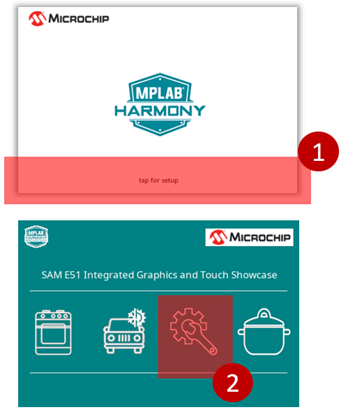 MICROCHIP
MPLAB®
HARMONY
1
tap for setup
MPLAB
HARMONY
MICROCHIP
SAM E51 Integrated Graphics and Touch Showcase
2